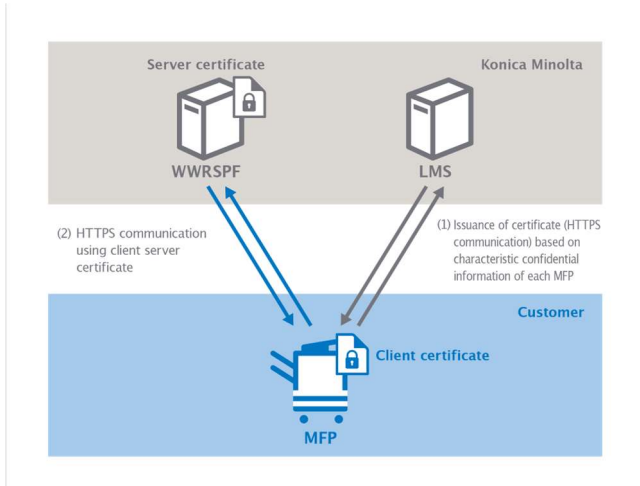 Server certificate
Konica Minolta
WWRSPF
LMS
(2) HTTPS communication
using client server
certificate
(1) Issuance of certificate (HTTPS
communication) based on
characteristic confidential
information of each MFP
Customer
Client certificate
MFP